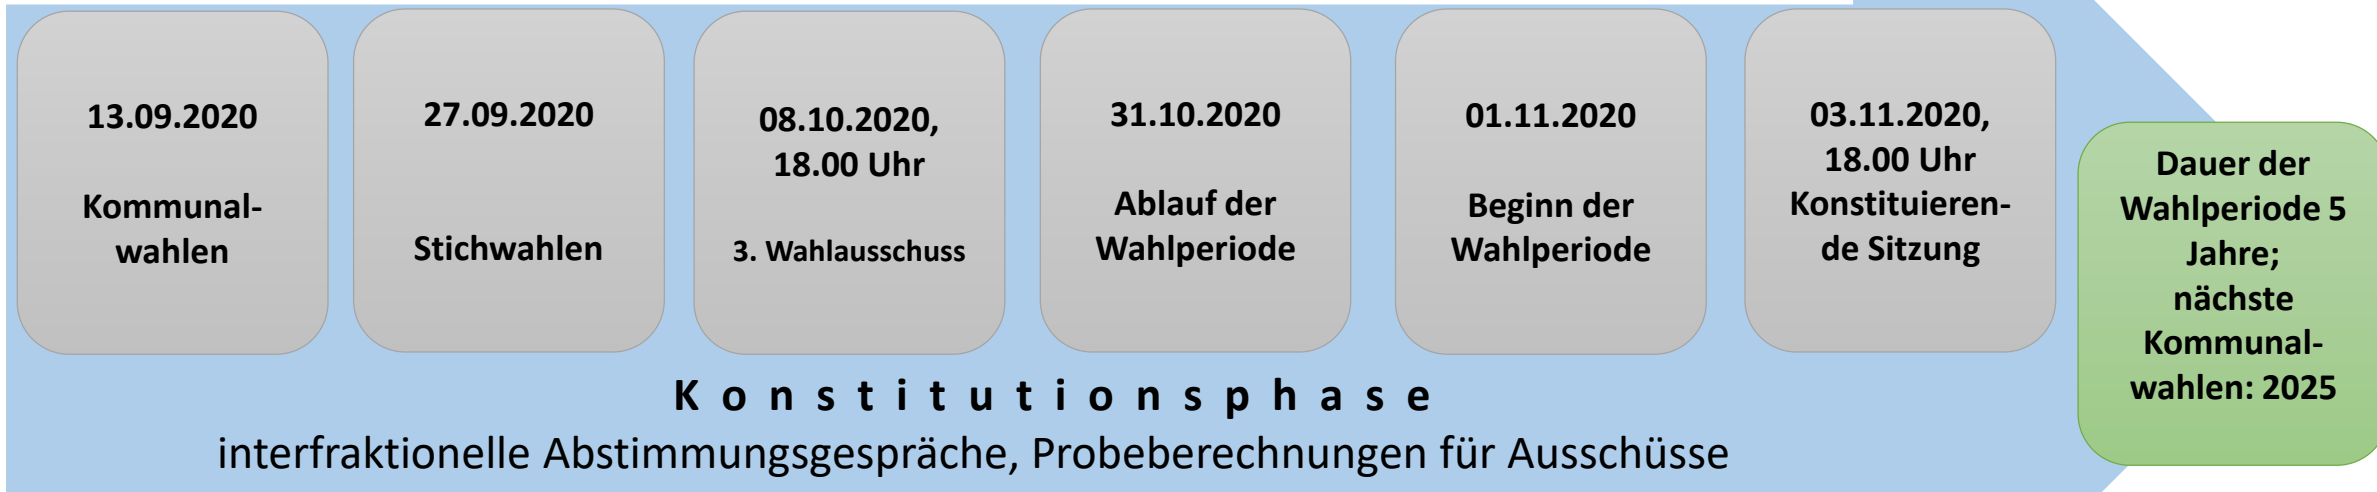 13.09.2020
Kommunal-
wahlen
27.09.2020
Stichwahlen
08.10.2020,
18.00 Uhr
3. Wahlausschuss
31.10.2020
Ablauf der
Wahlperiode
01.11.2020
Beginn der
Wahlperiode
03.11.2020,
18.00 Uhr
Konstituieren-
de Sitzung
Dauer der
Wahlperiode 5
Jahre;
nächste
Kommunal-
wahlen: 2025
Konstitutionsphase
interfraktionelle Abstimmungsgespräche, Probeberechnungen für Ausschüsse